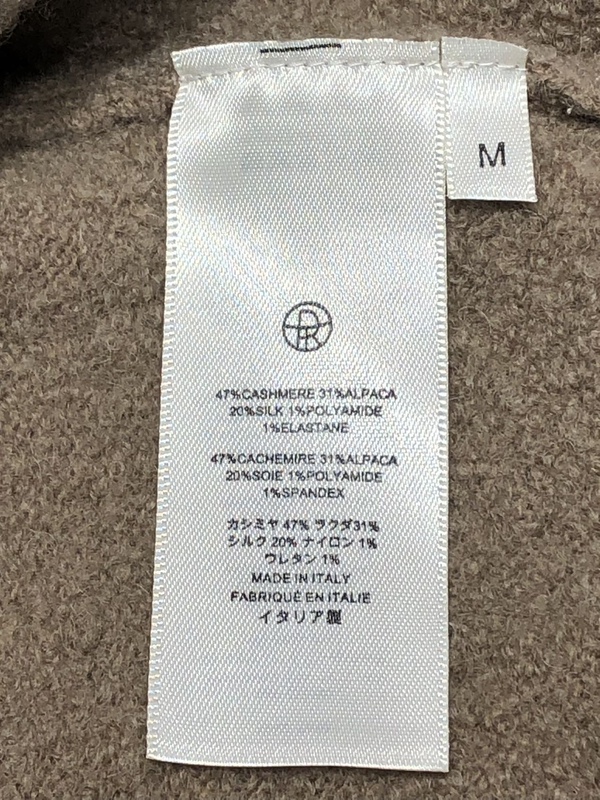 M
47%CASHMERE 31%ALPACA
20%SILK 1%POLYAMIDE
1%ELASTANE
47%CACHEMIRE 31%ALPACA
20%SOIE 1%POLYAMIDE
1%SPANDEX
カシミヤ 47% ラクダ31%
シルク 20% ナイロン 1%
ウレタン 1%
MADE IN ITALY
FABRIQUÉ EN ITALIE
イタリア製